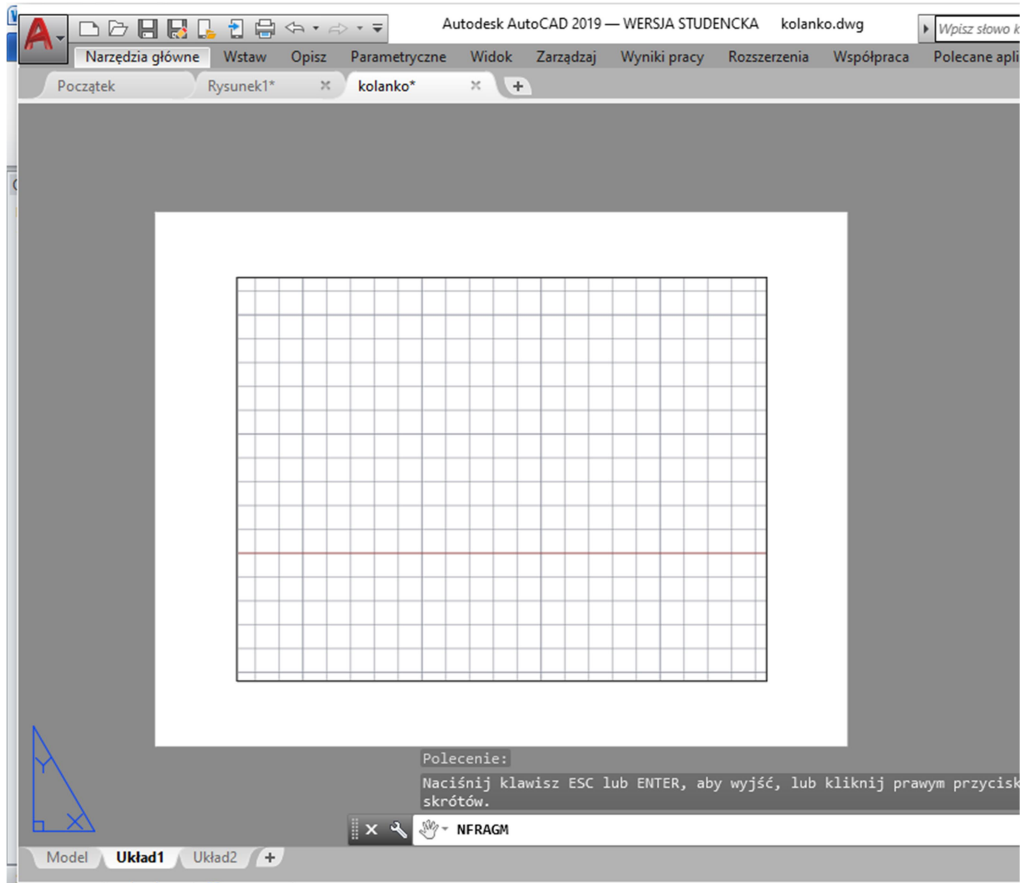 Autodesk AutoCAD 2019 — WERSJA STUDENCKA kolanko.dwg Wpisz słowo k
Narzędzia główne Wstaw Opisz Parametryczne Widok Zarządzaj Wyniki pracy Rozszerzenia Współpraca Polecane apli
Początek Rysunek1* kolanko*
Y
X
Polecenie:
Naciśnij klawisz ESC lub ENTER, aby wyjść, lub kliknij prawym przycisk
skrótów.
NFRAGM
Model Układ1 Układ2